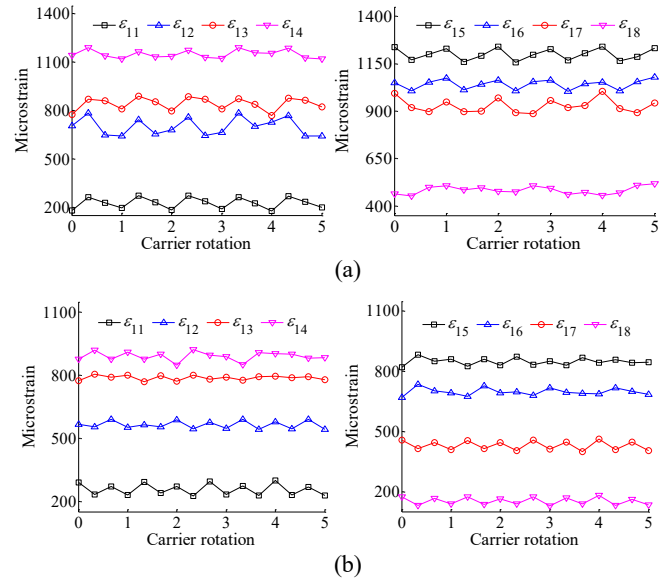 ε11 ε12 ε13 ε14
1400
1100
800
500
200
Microstrain
0 1 2 3 4 5
Carrier rotation
ε15 ε16 ε17 ε18
1400
1150
900
650
400
Microstrain
0 1 2 3 4 5
Carrier rotation
(a)
ε11 ε12 ε13 ε14
1100
800
500
200
Microstrain
0 1 2 3 4 5
Carrier rotation
ε15 ε16 ε17 ε18
1100
800
500
200
Microstrain
0 1 2 3 4 5
Carrier rotation
(b)